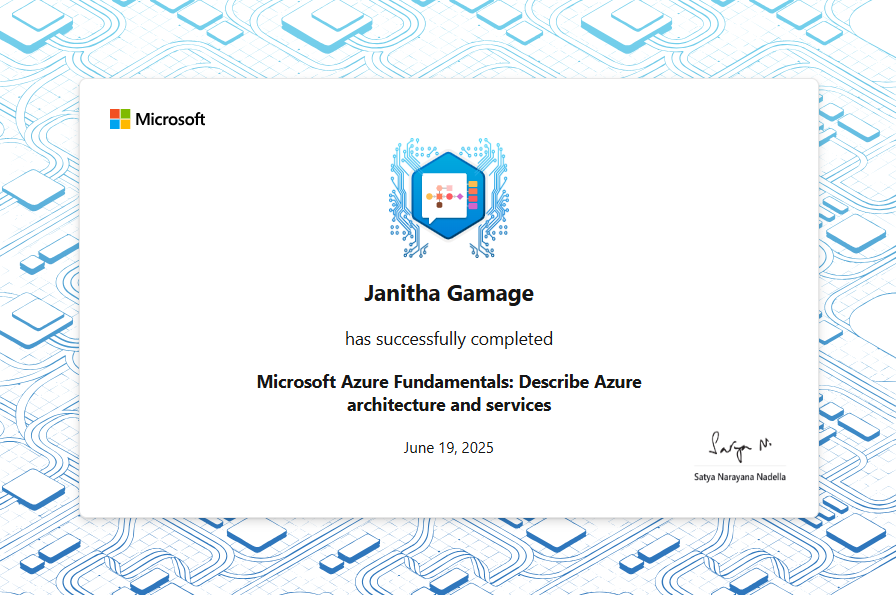 Microsoft
Janitha Gamage
has successfully completed
Microsoft Azure Fundamentals: Describe Azure
architecture and services
June 19, 2025
Satya N.
Satya Narayana Nadella